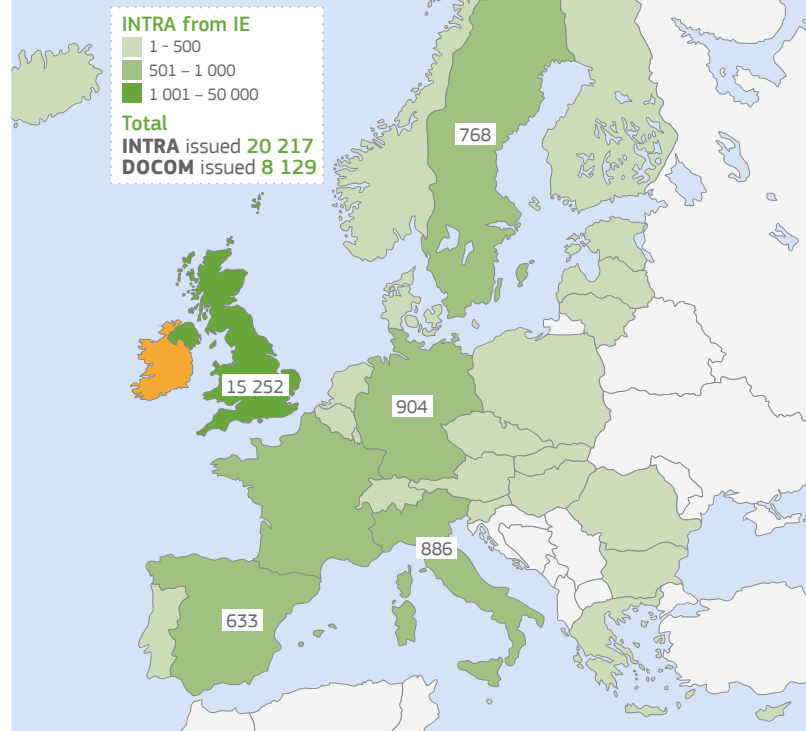 INTRA from IE
1 - 500
501 – 1 000
1 001 – 50 000
Total
INTRA issued 20 217
DOCOM issued 8 129
768
15 252
904
886
633